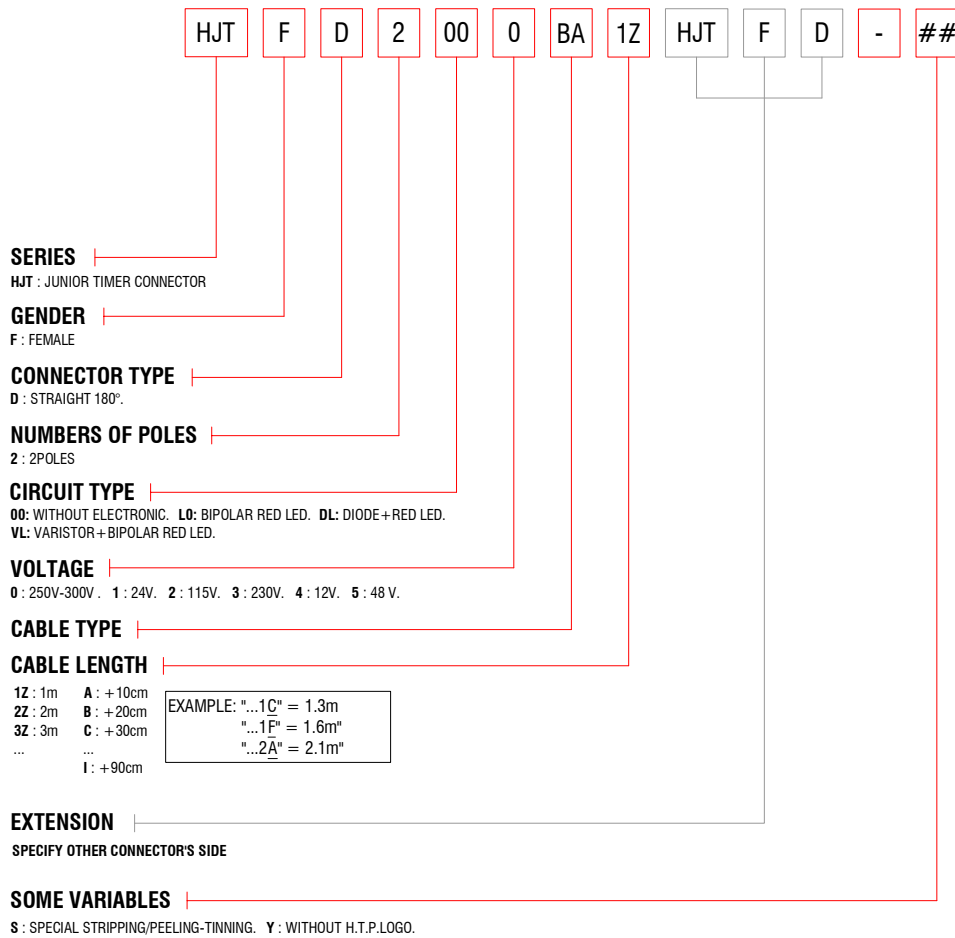 HJT F D 2 00 0 BA 1Z HJT F D - ##
SERIES
HJT : JUNIOR TIMER CONNECTOR
GENDER
F : FEMALE
CONNECTOR TYPE
D : STRAIGHT 180°.
NUMBERS OF POLES
2 : 2POLES
CIRCUIT TYPE
00: WITHOUT ELECTRONIC. L0: BIPOLAR RED LED. DL: DIODE+RED LED.
VL: VARISTOR+BIPOLAR RED LED.
VOLTAGE
0 : 250V-300V . 1 : 24V. 2 : 115V. 3 : 230V. 4 : 12V. 5 : 48 V.
CABLE TYPE
CABLE LENGTH
1Z : 1m A : +10cm
2Z : 2m B : +20cm
3Z : 3m C : +30cm
... ...
I : +90cm
EXAMPLE: "...1C" = 1.3m
"...1F" = 1.6m"
"...2A" = 2.1m"
EXTENSION
SPECIFY OTHER CONNECTOR'S SIDE
SOME VARIABLES
S : SPECIAL STRIPPING/PEELING-TINNING. Y : WITHOUT H.T.P.LOGO.